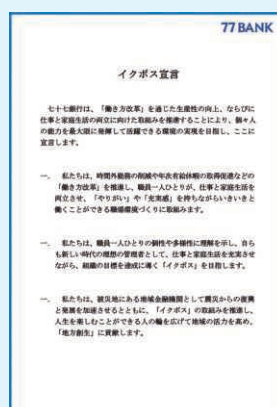 77 BANK
イクボス宣言
七十七銀行は、「働き方改革」を通じた生産性の向上、ならびに
仕事と家庭生活の両立に向けた取組みを推進することにより、個々人
の能力を最大限に発揮して活躍できる環境の実現を目指し、ここに
宣言します。
一、 私たちは、時間外勤務の削減や年次有給休暇の取得促進などの
「働き方改革」を推進し、職員一人ひとりが、仕事と家庭生活を
両立させ、「やりがい」や「充実感」を持ちながらいきいきと
働くことができる職場環境づくりに取組みます。
一、 私たちは、職員一人ひとりの個性や多様性に理解を示し、自ら
も新しい時代の理想の管理者として、仕事と家庭生活を充実させ
ながら、組織の目標を達成に導く「イクボス」を目指します。
一、 私たちは、被災地にある地域金融機関として震災からの復興
と発展を加速させるとともに、「イクボス」の取組みを推進し、
人生を楽しむことができる人の輪を広げて地域の活力を高め、
「地方創生」に貢献します。